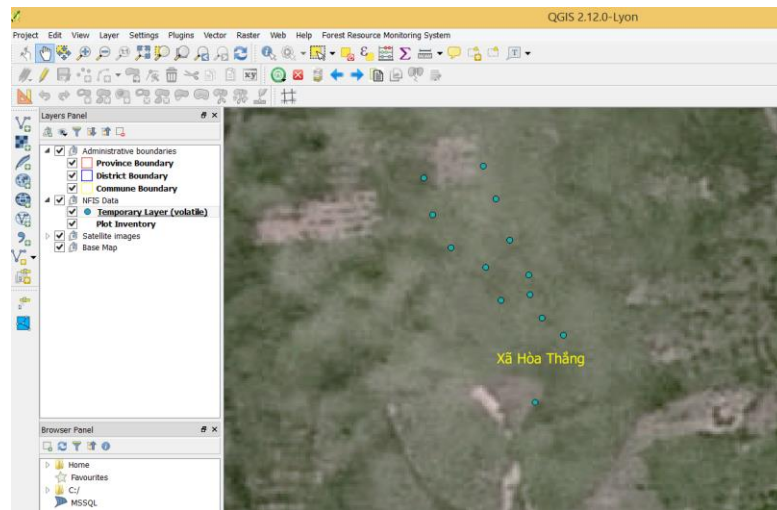 QGIS 2.12.0-Lyon
Project Edit View Layer Settings Plugins Vector Raster Web Help Forest Resource Monitoring System
Layers Panel
Administrative boundaries
Province Boundary
District Boundary
Commune Boundary
NFIS Data
Temporary Layer (volatile)
Plot Inventory
Satellite images
Base Map
Xã Hòa Thắng
Browser Panel
Home
Favourites
C:/
MSSQL